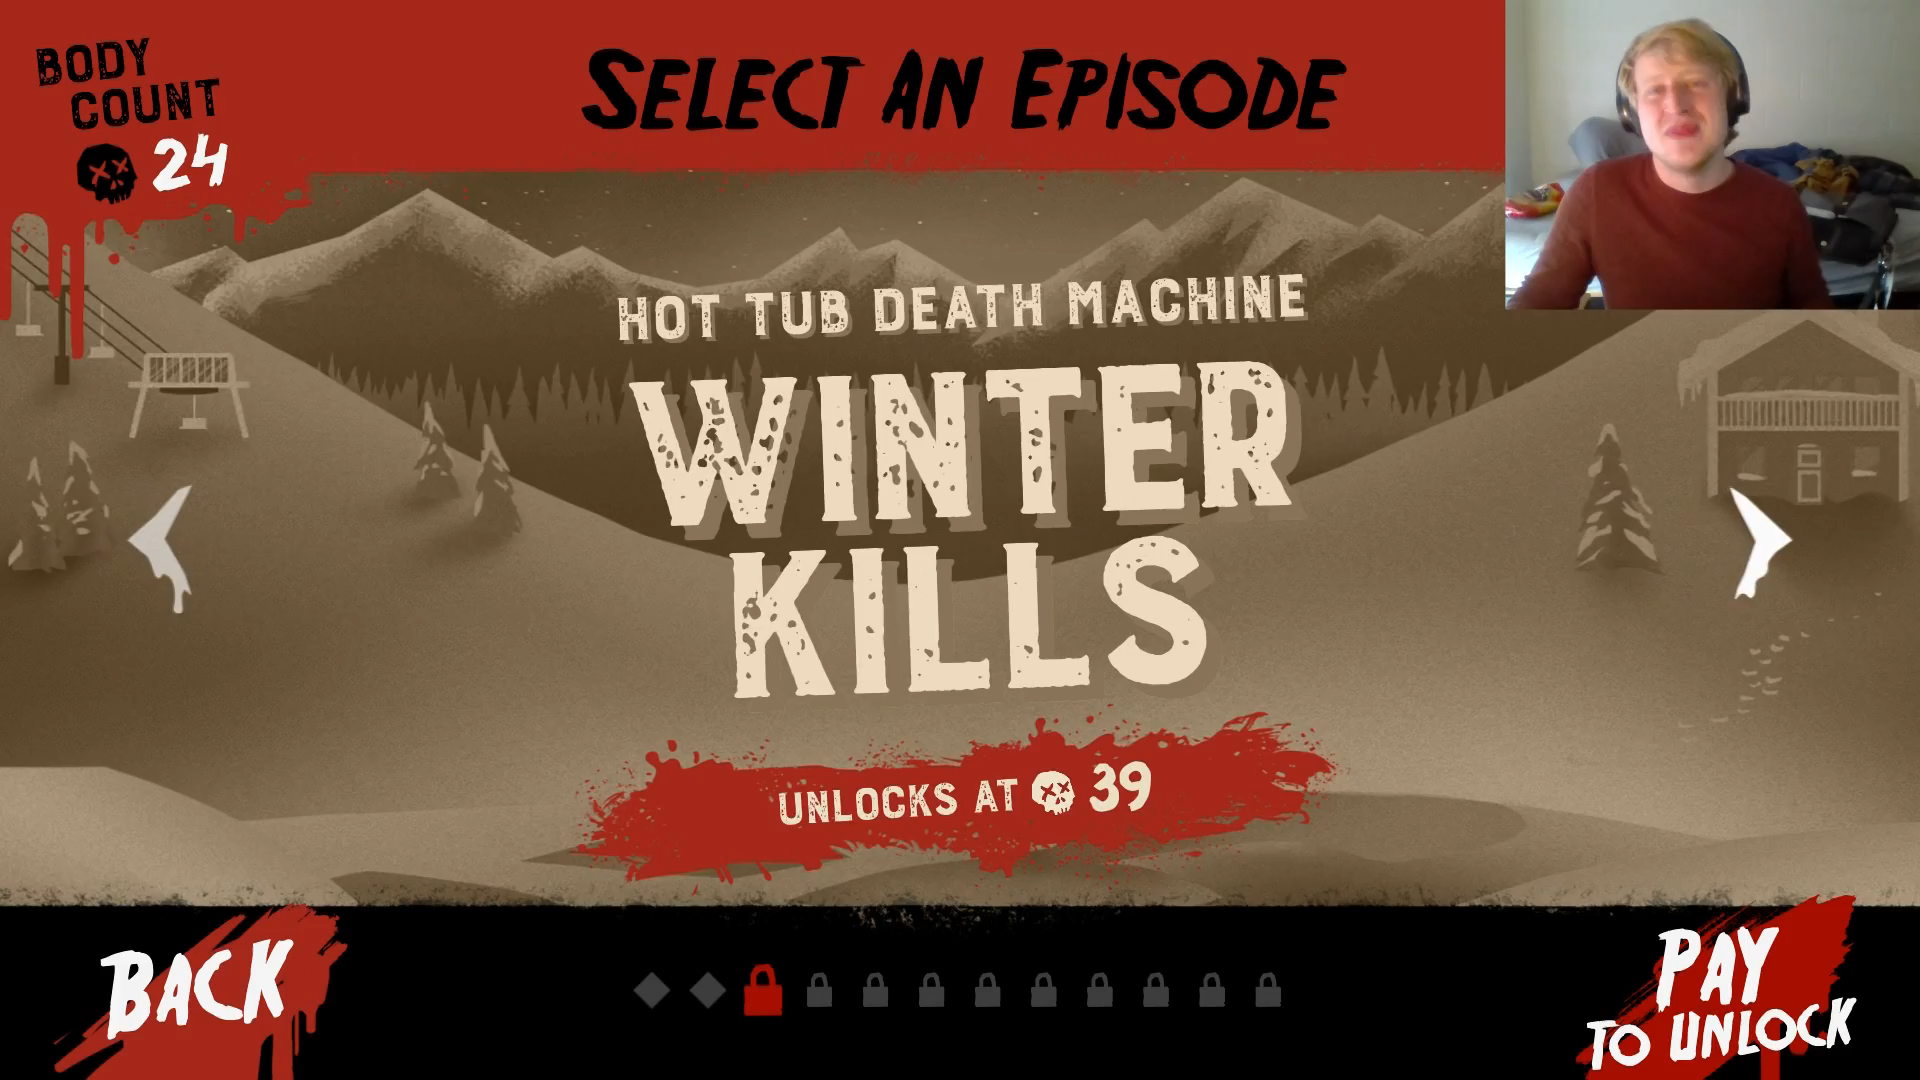 BODY
COUNT
24
SELECT AN EPISODE
HOT TUB DEATH MACHINE
WINTER
KILLS
UNLOCKS AT 39
BACK
PAY
TO UNLOCK